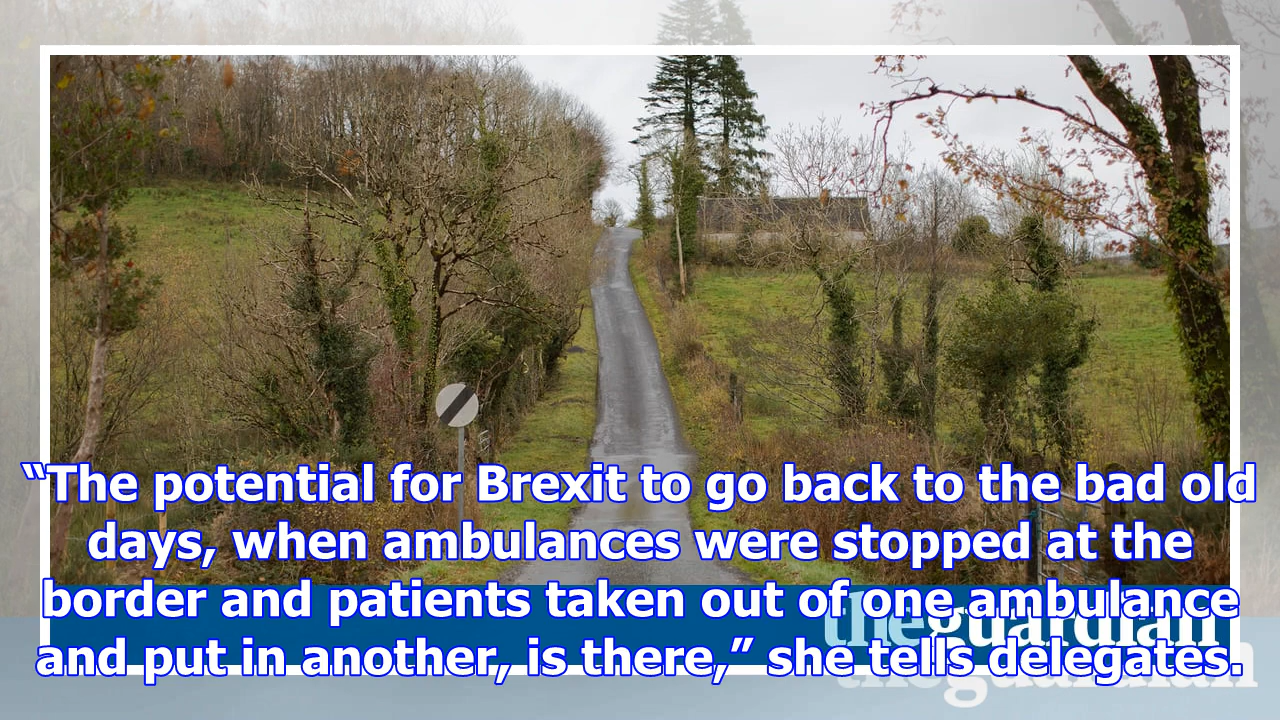 “The potential for Brexit to go back to the bad old
days, when ambulances were stopped at the
border and patients taken out of one ambulance
and put in another, is there,” she tells delegates.
theguardian
theguardian